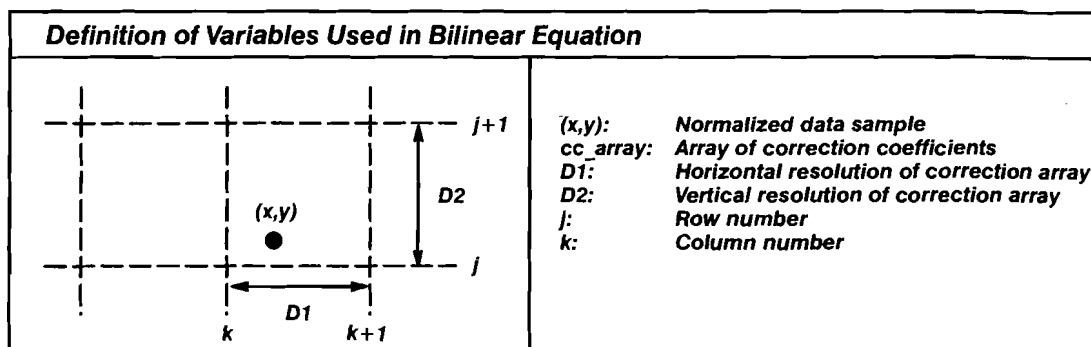 Definition of Variables Used in Bilinear Equation
j+1
D2
(x,y)
j
D1
k
k+1
(x,y): Normalized data sample
cc_array: Array of correction coefficients
D1: Horizontal resolution of correction array
D2: Vertical resolution of correction array
j: Row number
k: Column number